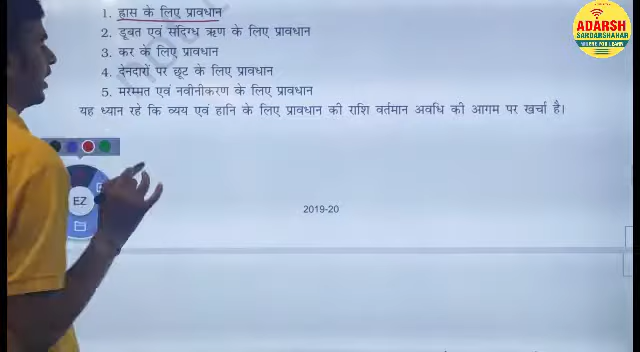 1. ह्रास के लिए प्रावधान
2. डूबत एवं संदिग्ध ऋण के लिए प्रावधान
3. कर के लिए प्रावधान
4. देनदारों पर छूट के लिए प्रावधान
5. मरम्मत एवं नवीनीकरण के लिए प्रावधान
यह ध्यान रहे कि व्यय एवं हानि के लिए प्रावधान की राशि वर्तमान अवधि की आगम पर खर्चा है।
ADARSH
SARDARSHAHAR
EZ
2019-20